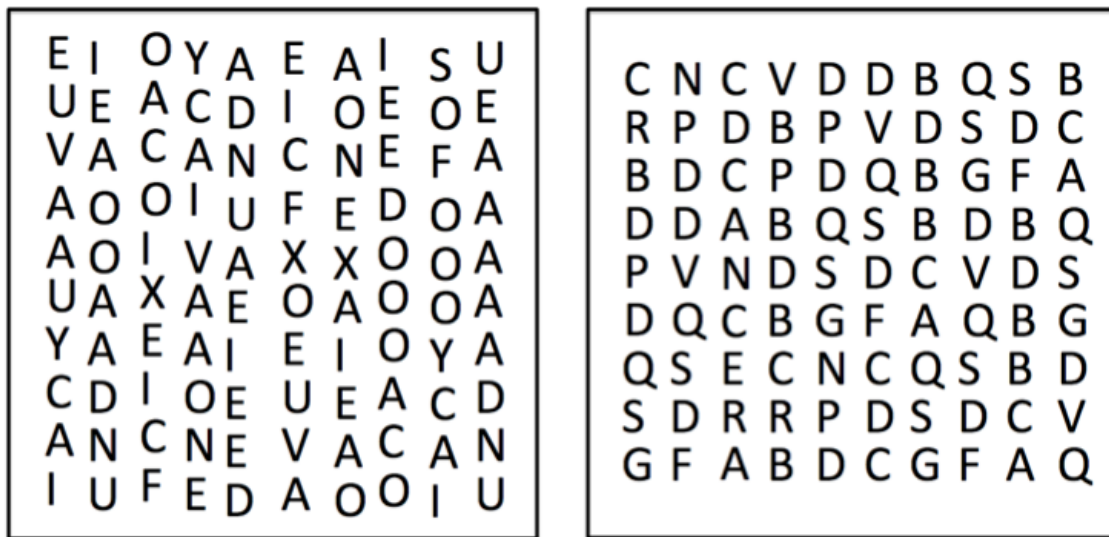 E I O Y A E A I S U
U E A C D I O E O E
V A C A N C N E F A
A O O I U F E D O A
A O I V A X X O O A
U A X A E O A O O A
Y A E A I E I O Y A
C D I O E U E A C D
A N C N E V A C A N
I U F E D A O O I U
C N C V D D B Q S B
R P D B P V D S D C
B D C P D Q B G F A
D D A B Q S B D B Q
P V N D S D C V D S
D Q C B G F A Q B G
Q S E C N C Q S B D
S D R R P D S D C V
G F A B D C G F A Q